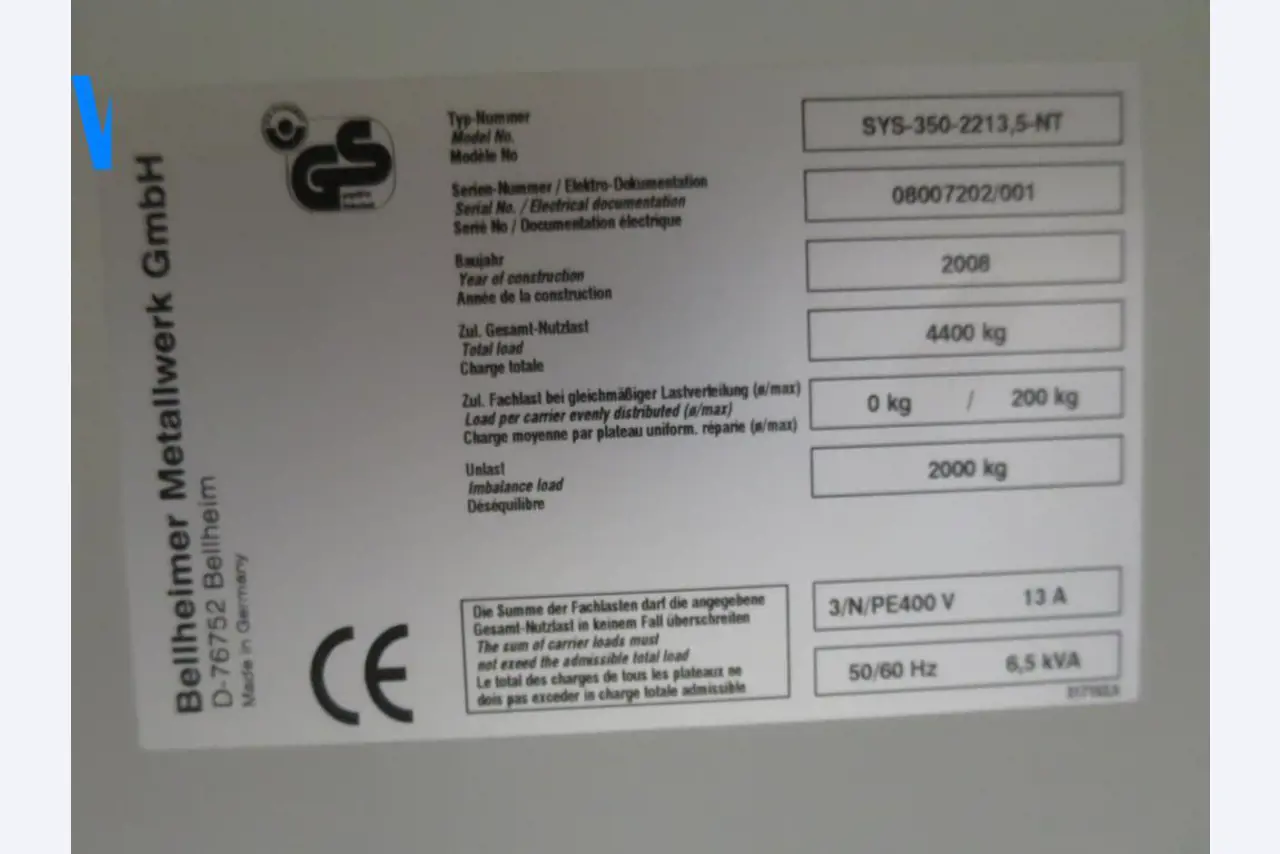 Bellheimer Metallwerk GmbH
D-76752 Bellheim
Made in Germany
GS
Typ-Nummer
Model No.
Modèle No
SYS-350-2213,5-NT
Serien-Nummer / Elektro-Dokumentation
Serial No. / Electrical documentation
Serié No / Documentation électrique
08007202/001
Baujahr
Year of construction
Année de la construction
2008
Zul. Gesamt-Nutzlast
Total load
Charge totale
4400 kg
Zul. Fachlast bei gleichmäßiger Lastverteilung (ø/max)
Load per carrier evenly distributed (ø/max)
Charge moyenne par plateau uniform. réparie (ø/max)
0 kg / 200 kg
Unlast
Imbalance load
Déséquilibre
2000 kg
CE
Die Summe der Fachlasten darf die angegebene
Gesamt-Nutzlast in keinem Fall überschreiten
The sum of carrier loads must
not exeed the admissible total load
Le total des charges de tous les plateaux ne
dois pas exceder in charge totale admissible
3/N/PE400 V 13 A
50/60 Hz 6,5 kVA